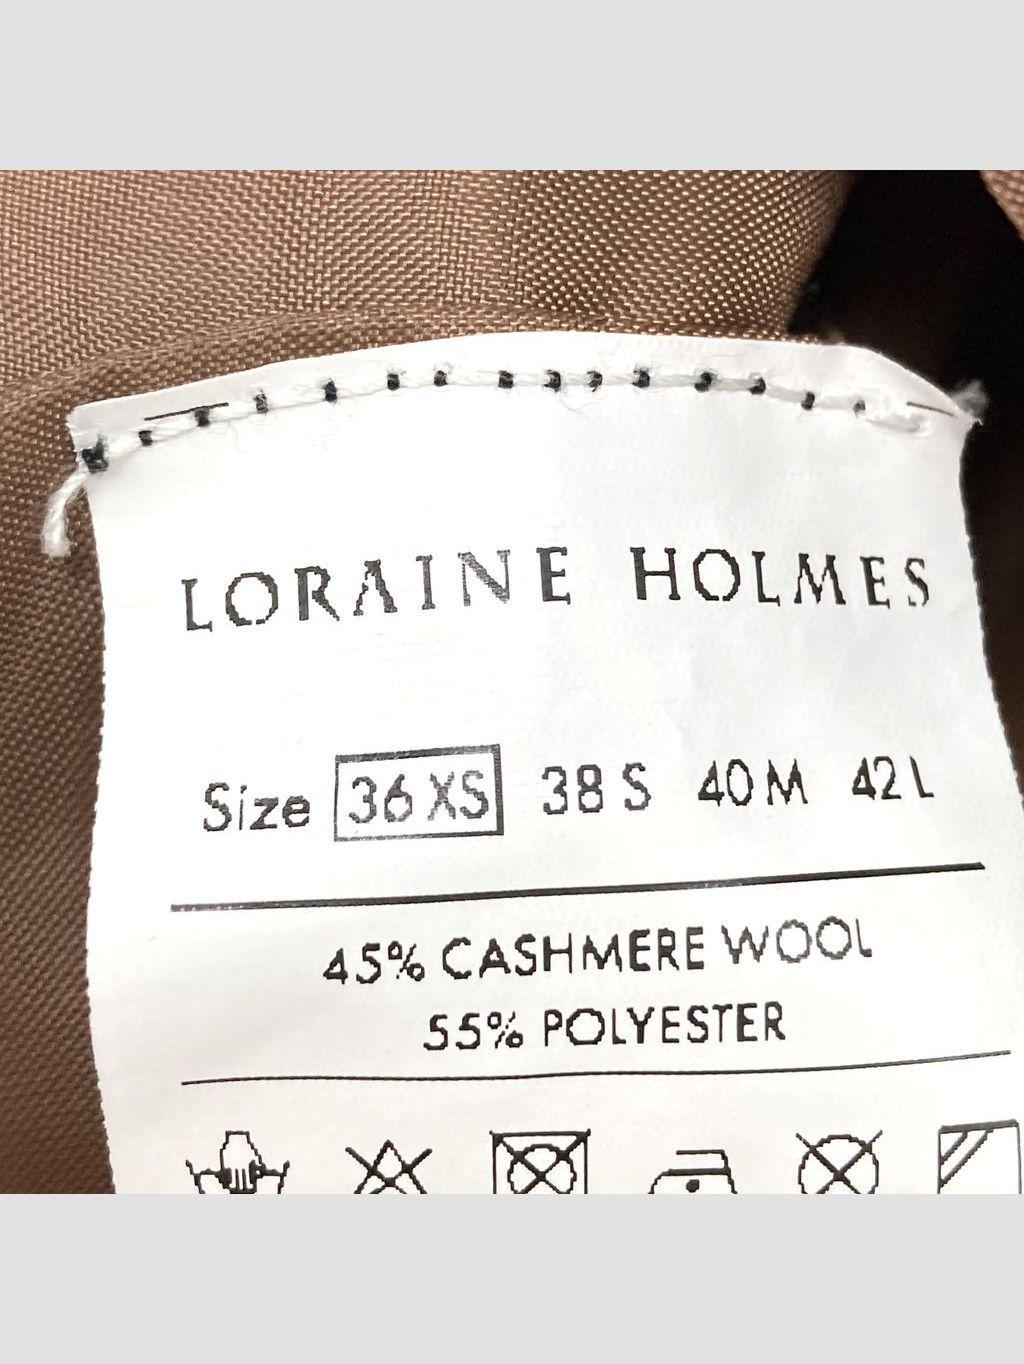 LORAINE HOLMES
Size 36 XS 38 S 40 M 42 L
45% CASHMERE WOOL
55% POLYESTER